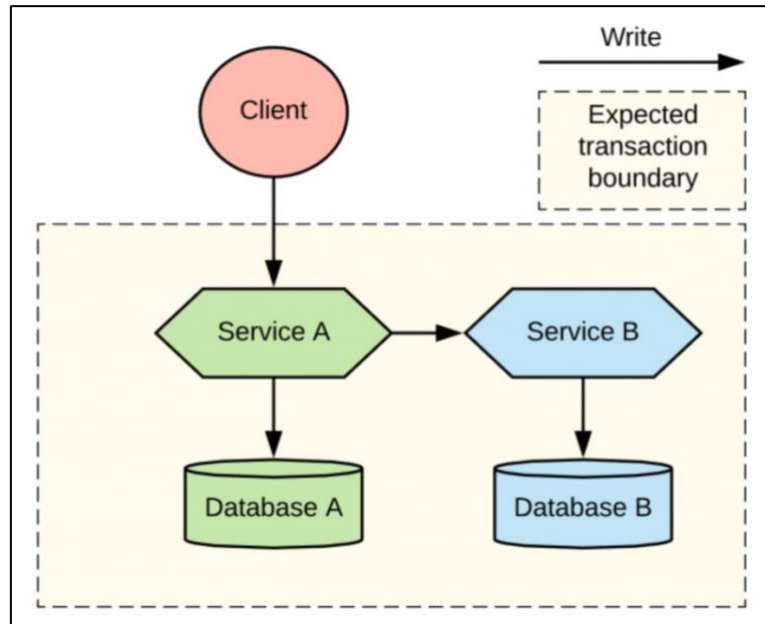 Write
Client
Expected
transaction
boundary
Service A
Service B
Database A
Database B